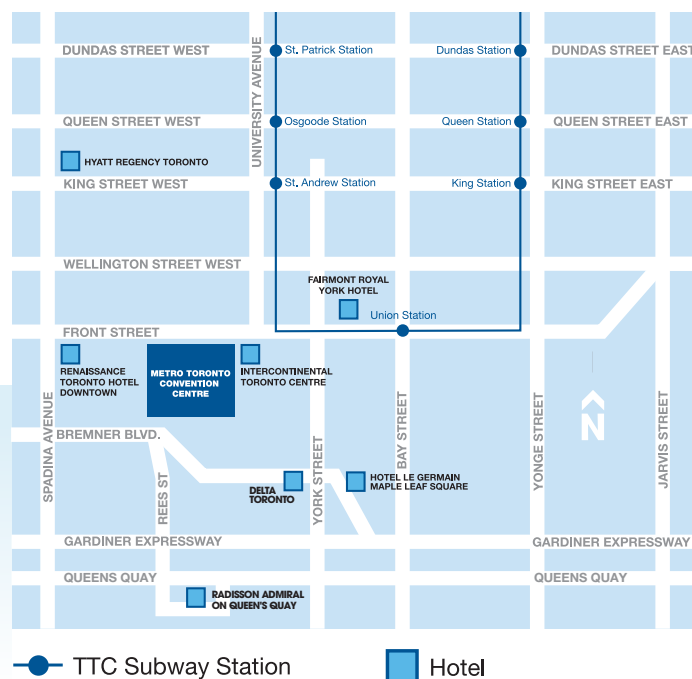 DUNDAS STREET WEST
UNIVERSITY AVENUE
St. Patrick Station
Dundas Station
DUNDAS STREET EAST
QUEEN STREET WEST
Osgoode Station
Queen Station
QUEEN STREET EAST
HYATT REGENCY TORONTO
KING STREET WEST
St. Andrew Station
King Station
KING STREET EAST
WELLINGTON STREET WEST
FAIRMONT ROYAL
YORK HOTEL
Union Station
FRONT STREET
RENAISSANCE
TORONTO HOTEL
DOWNTOWN
METRO TORONTO
CONVENTION
CENTRE
INTERCONTINENTAL
TORONTO CENTRE
SPADINA AVENUE
BREMNER BLVD.
REES ST
YORK STREET
BAY STREET
YONGE STREET
JARVIS STREET
N
DELTA
TORONTO
HOTEL LE GERMAIN
MAPLE LEAF SQUARE
GARDINER EXPRESSWAY
GARDINER EXPRESSWAY
QUEENS QUAY
QUEENS QUAY
RADISSON ADMIRAL
ON QUEEN'S QUAY
TTC Subway Station
Hotel